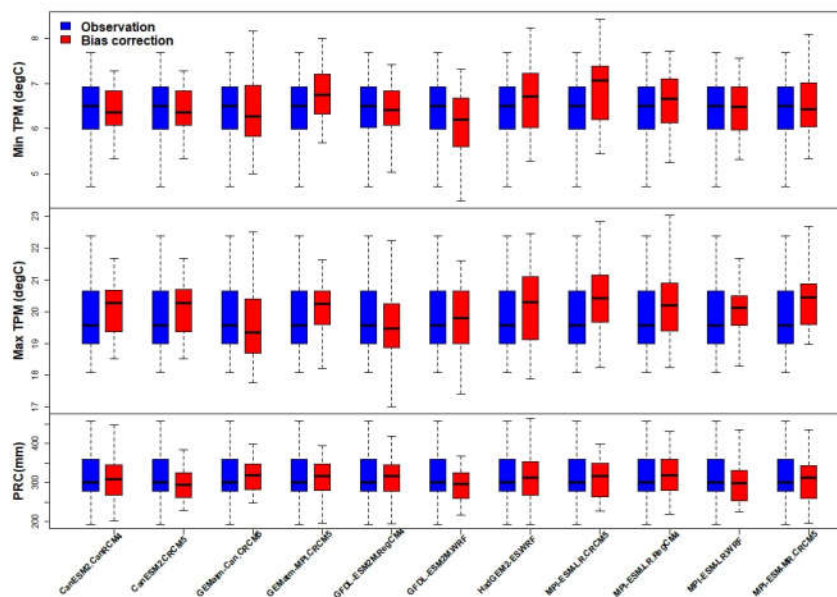 Observation
Bias correction
Min TPM (degC)
8
7
6
5
Max TPM (degC)
23
22
21
20
19
18
17
PRC(mm)
400
300
200
CanESM2.CanRCM4
CanESM2.CRCM5
GEMatm-Can.CRCM5
GEMatm-MPI.CRCM5
GFDL-ESM2M.RegCM4
GFDL-ESM2M.WRF
HadGEM2-ES.WRF
MPI-ESM-LR.CRCM5
MPI-ESM-LR.RegCM4
MPI-ESM-LR.WRF
MPI-ESM-MR.CRCM5